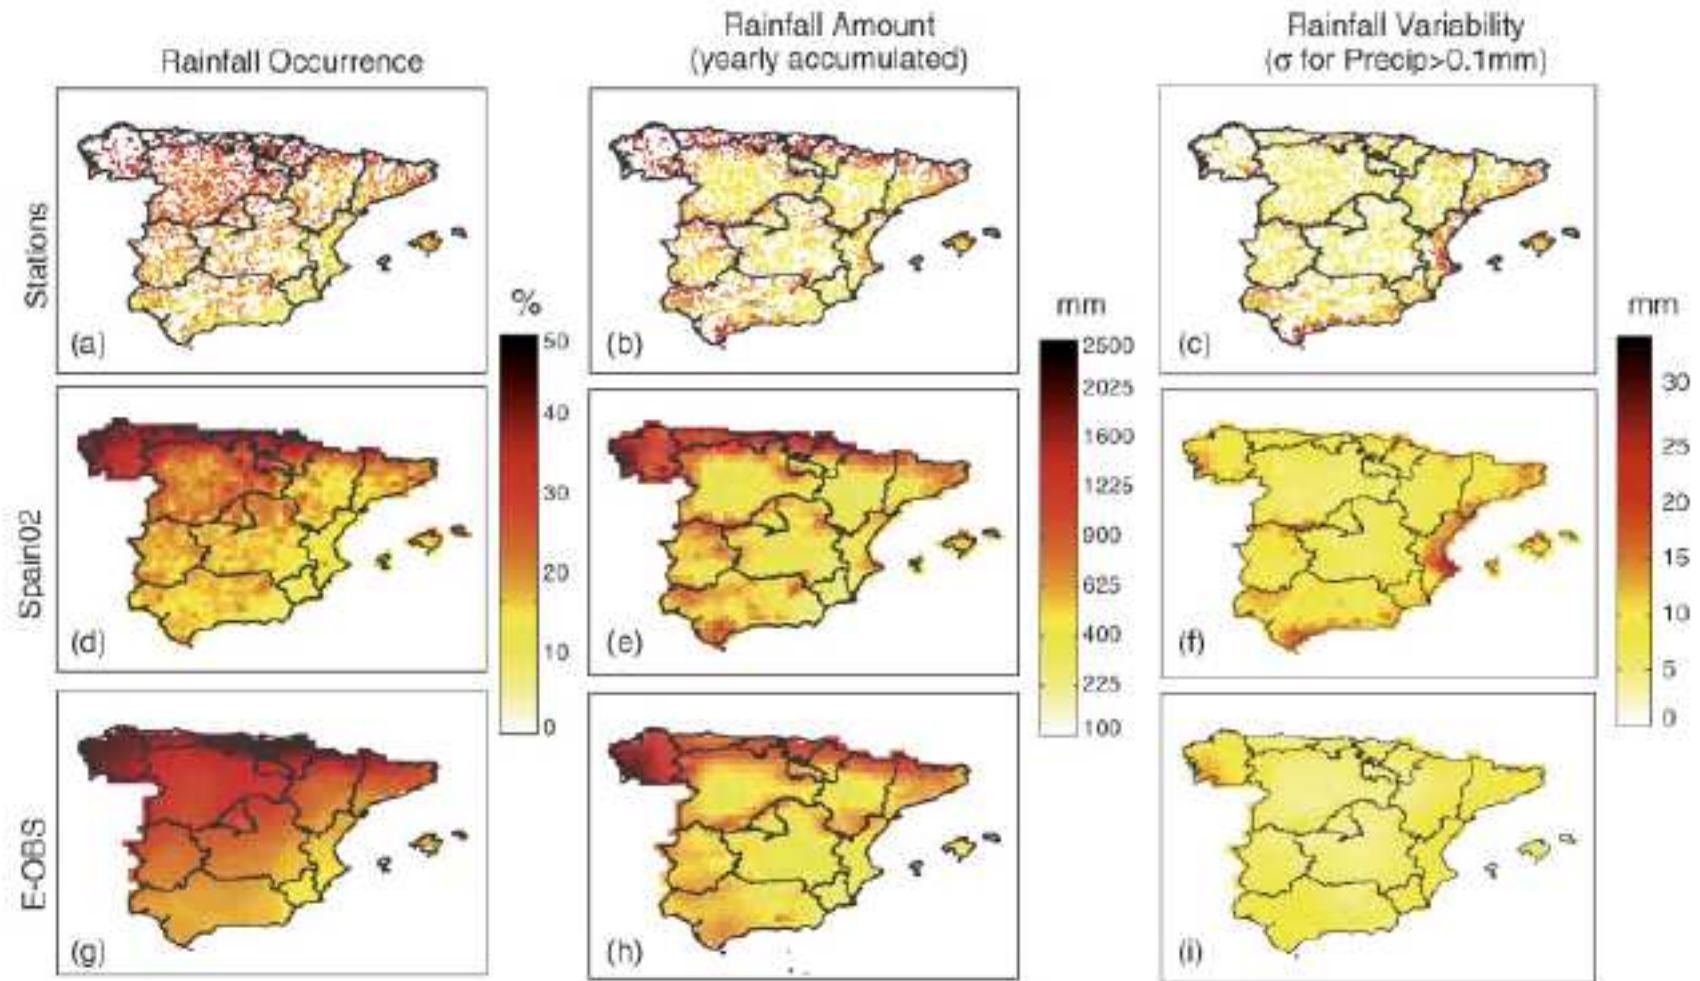 Rainfall Occurrence
Rainfall Amount
(yearly accumulated)
Rainfall Variability
(σ for Precip>0.1mm)
Stations
(a)
(b)
(c)
%
50
40
30
20
10
0
mm
2500
2025
1600
1225
900
625
400
225
100
mm
30
25
20
15
10
5
0
Spain02
(d)
(e)
(f)
E-OBS
(g)
(h)
(i)